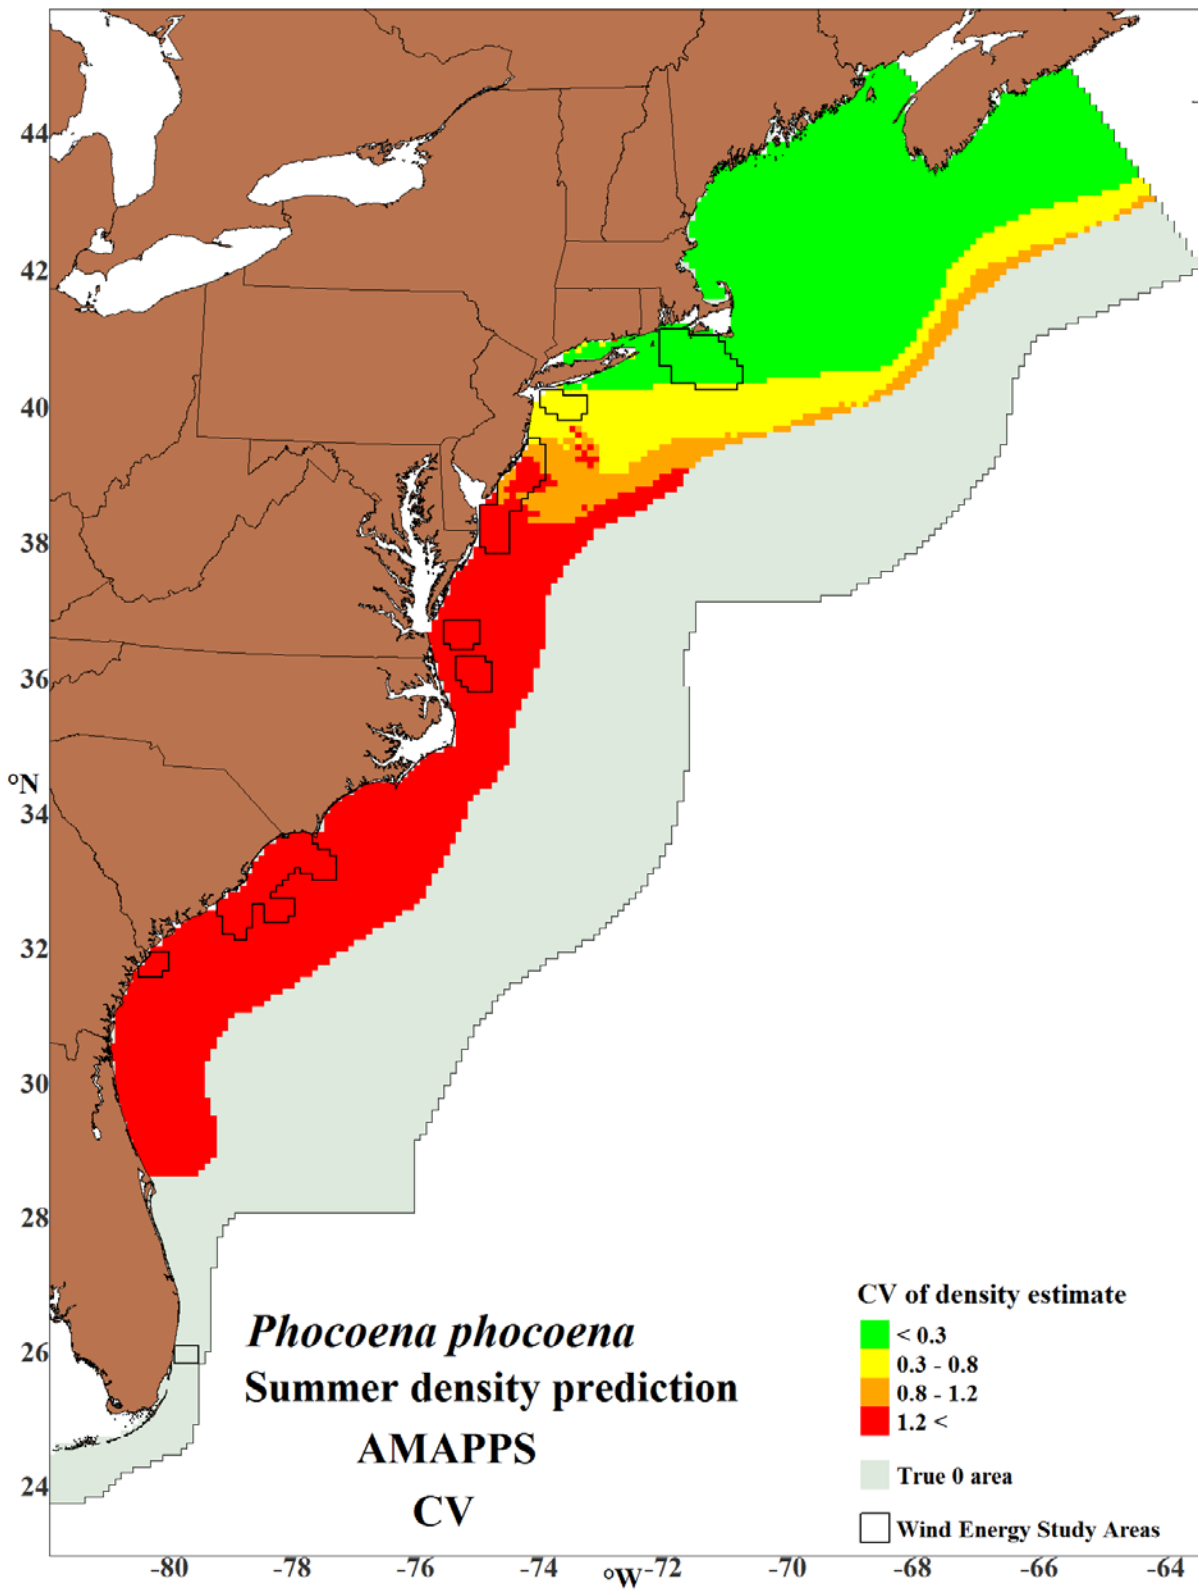 44
42
40
38
36
°N
34
32
30
28
26
24
Phocoena phocoena
Summer density prediction
AMAPPS
CV
CV of density estimate
< 0.3
0.3 - 0.8
0.8 - 1.2
1.2 <
True 0 area
Wind Energy Study Areas
-80 -78 -76 -74 °W -72 -70 -68 -66 -64